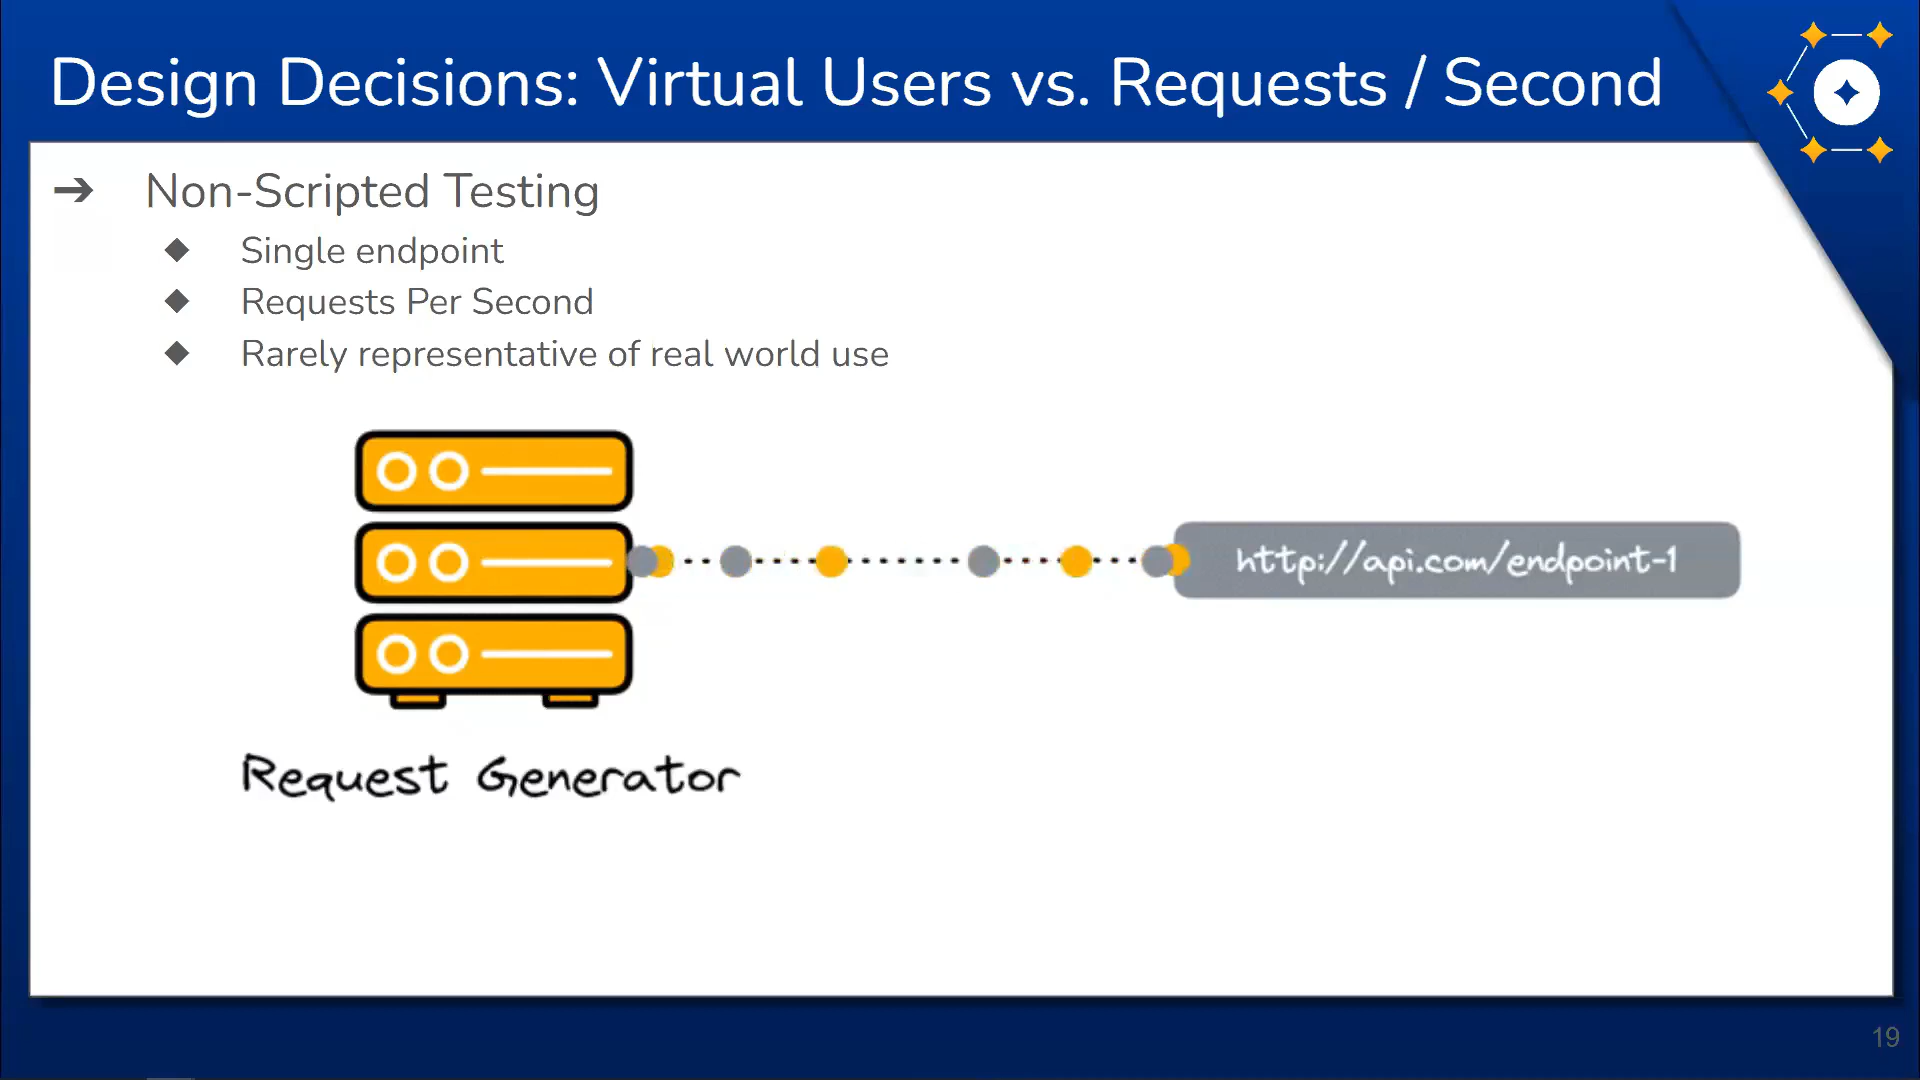 Design Decisions: Virtual Users vs. Requests / Second
➔ Non-Scripted Testing
◆ Single endpoint
◆ Requests Per Second
◆ Rarely representative of real world use
http://api.com/endpoint-1
Request Generator
19